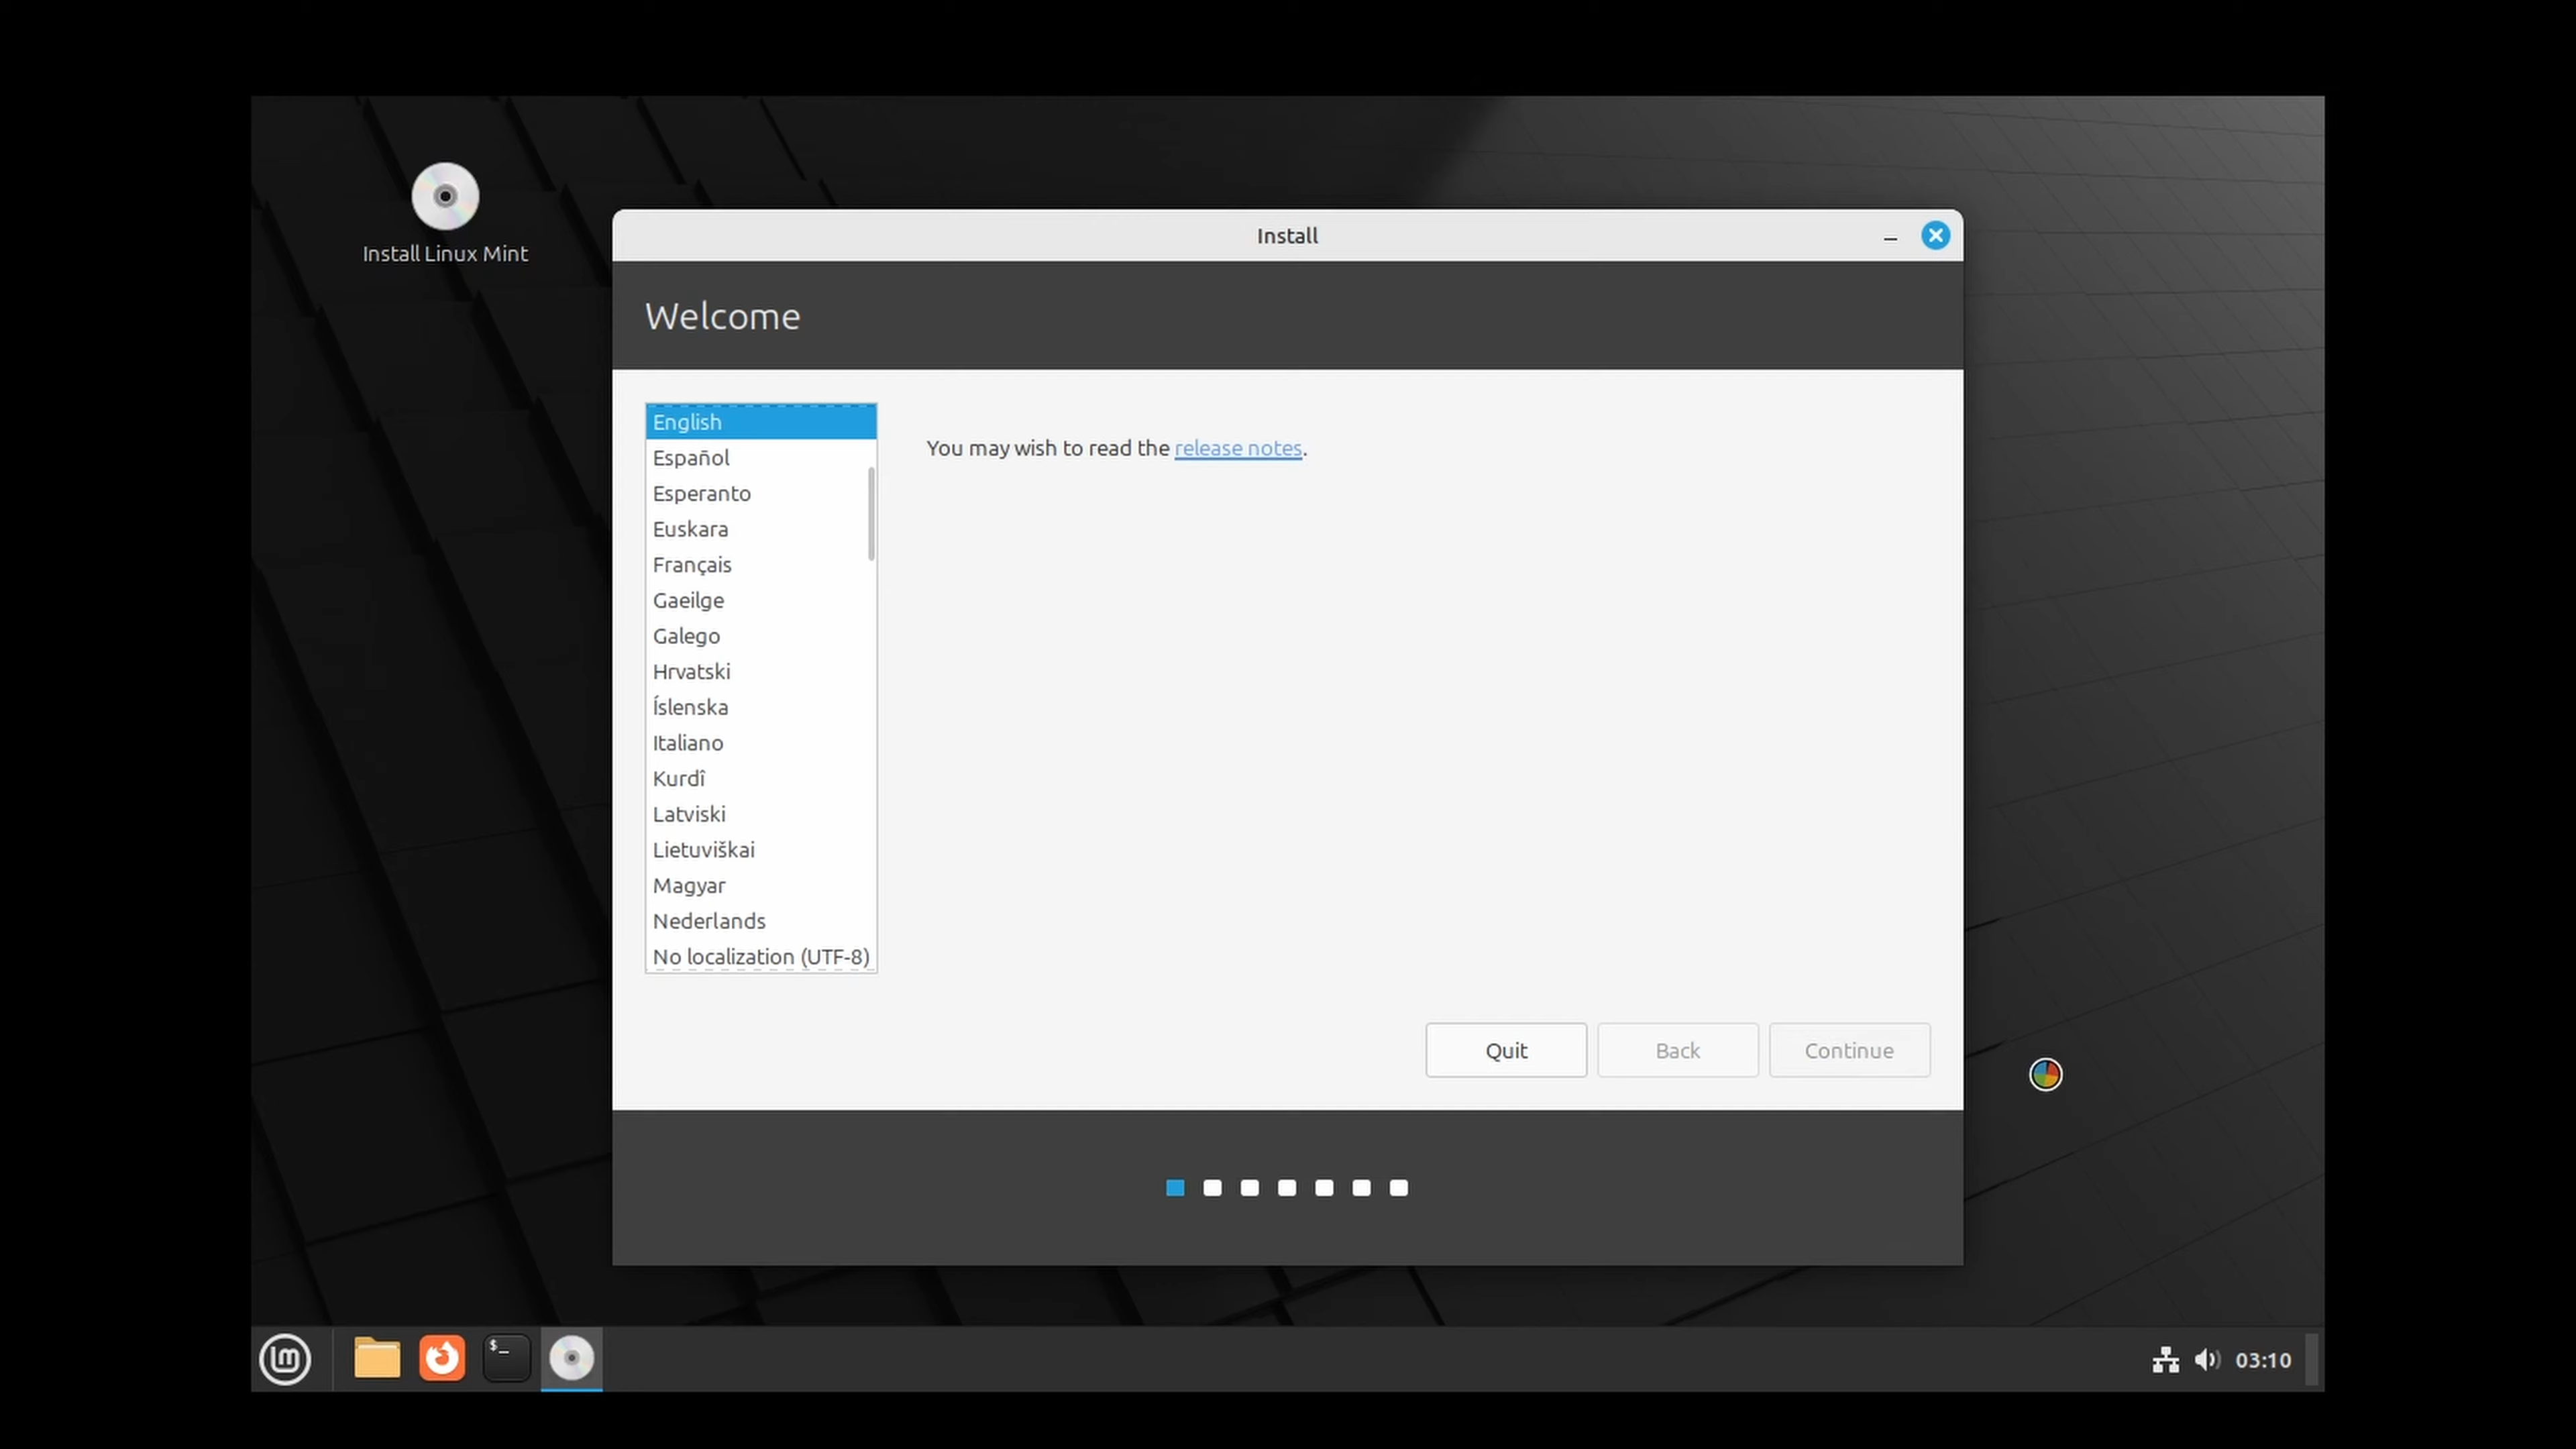 Install Linux Mint
Install
Welcome
English
Español
Esperanto
Euskara
Français
Gaeilge
Galego
Hrvatski
Íslenska
Italiano
Kurdî
Latviski
Lietuviškai
Magyar
Nederlands
No localization (UTF-8)
You may wish to read the release notes.
Quit
Back
Continue
$_
03:10